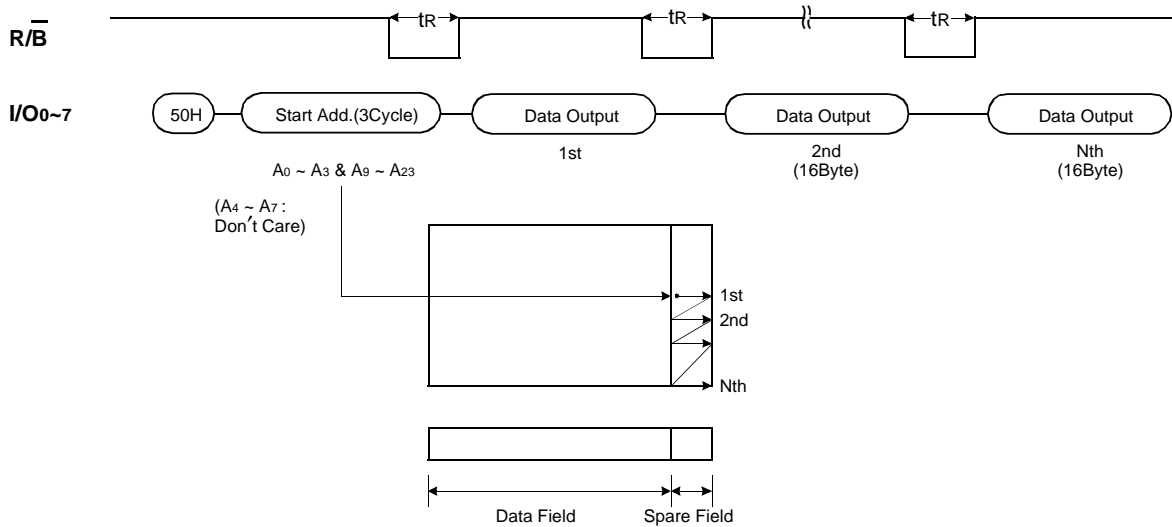 tR
tR
tR
R/B
I/O0~7
50H
Start Add.(3Cycle)
Data Output
Data Output
Data Output
1st
2nd
(16Byte)
Nth
(16Byte)
A0 ~ A3 & A9 ~ A23
(A4 ~ A7 :
Don't Care)
1st
2nd
Nth
Data Field
Spare Field